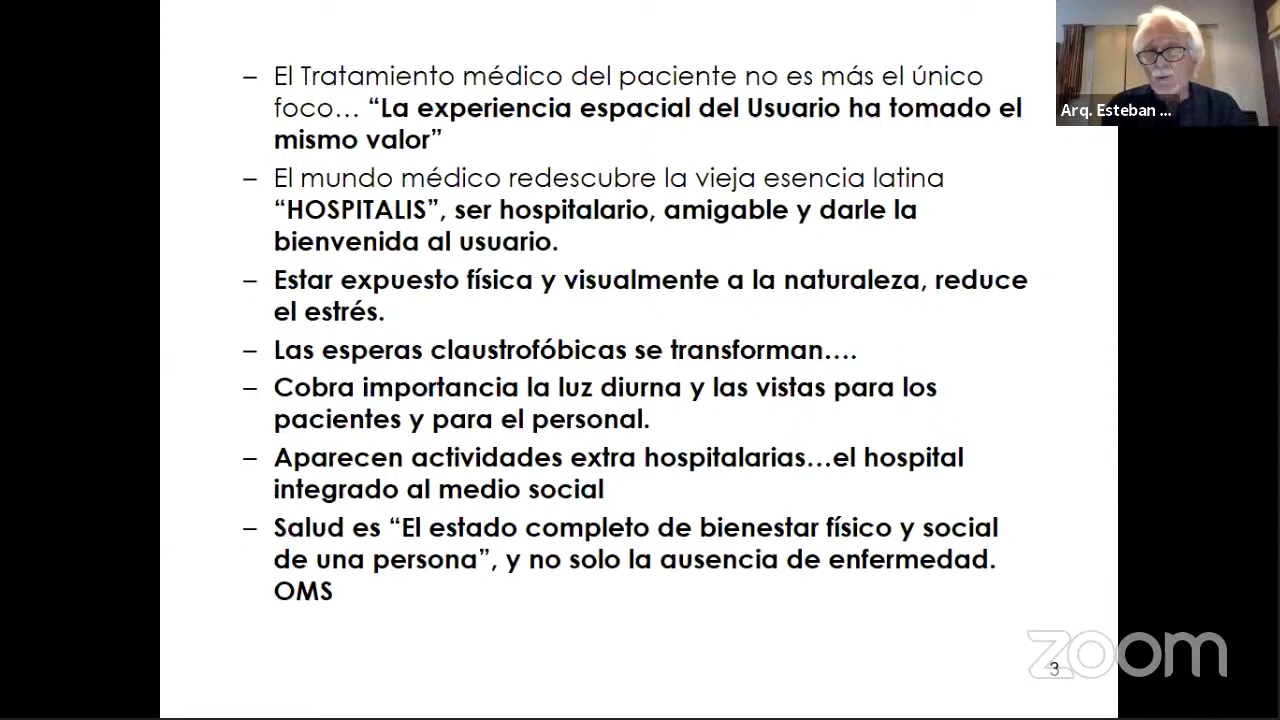 – El Tratamiento médico del paciente no es más el único
foco… “La experiencia espacial del Usuario ha tomado el
mismo valor”
– El mundo médico redescubre la vieja esencia latina
“HOSPITALIS”, ser hospitalario, amigable y darle la
bienvenida al usuario.
– Estar expuesto física y visualmente a la naturaleza, reduce
el estrés.
– Las esperas claustrofóbicas se transforman….
– Cobra importancia la luz diurna y las vistas para los
pacientes y para el personal.
– Aparecen actividades extra hospitalarias…el hospital
integrado al medio social
– Salud es “El estado completo de bienestar físico y social
de una persona”, y no solo la ausencia de enfermedad.
OMS
Arq. Esteban ...
zoom
3